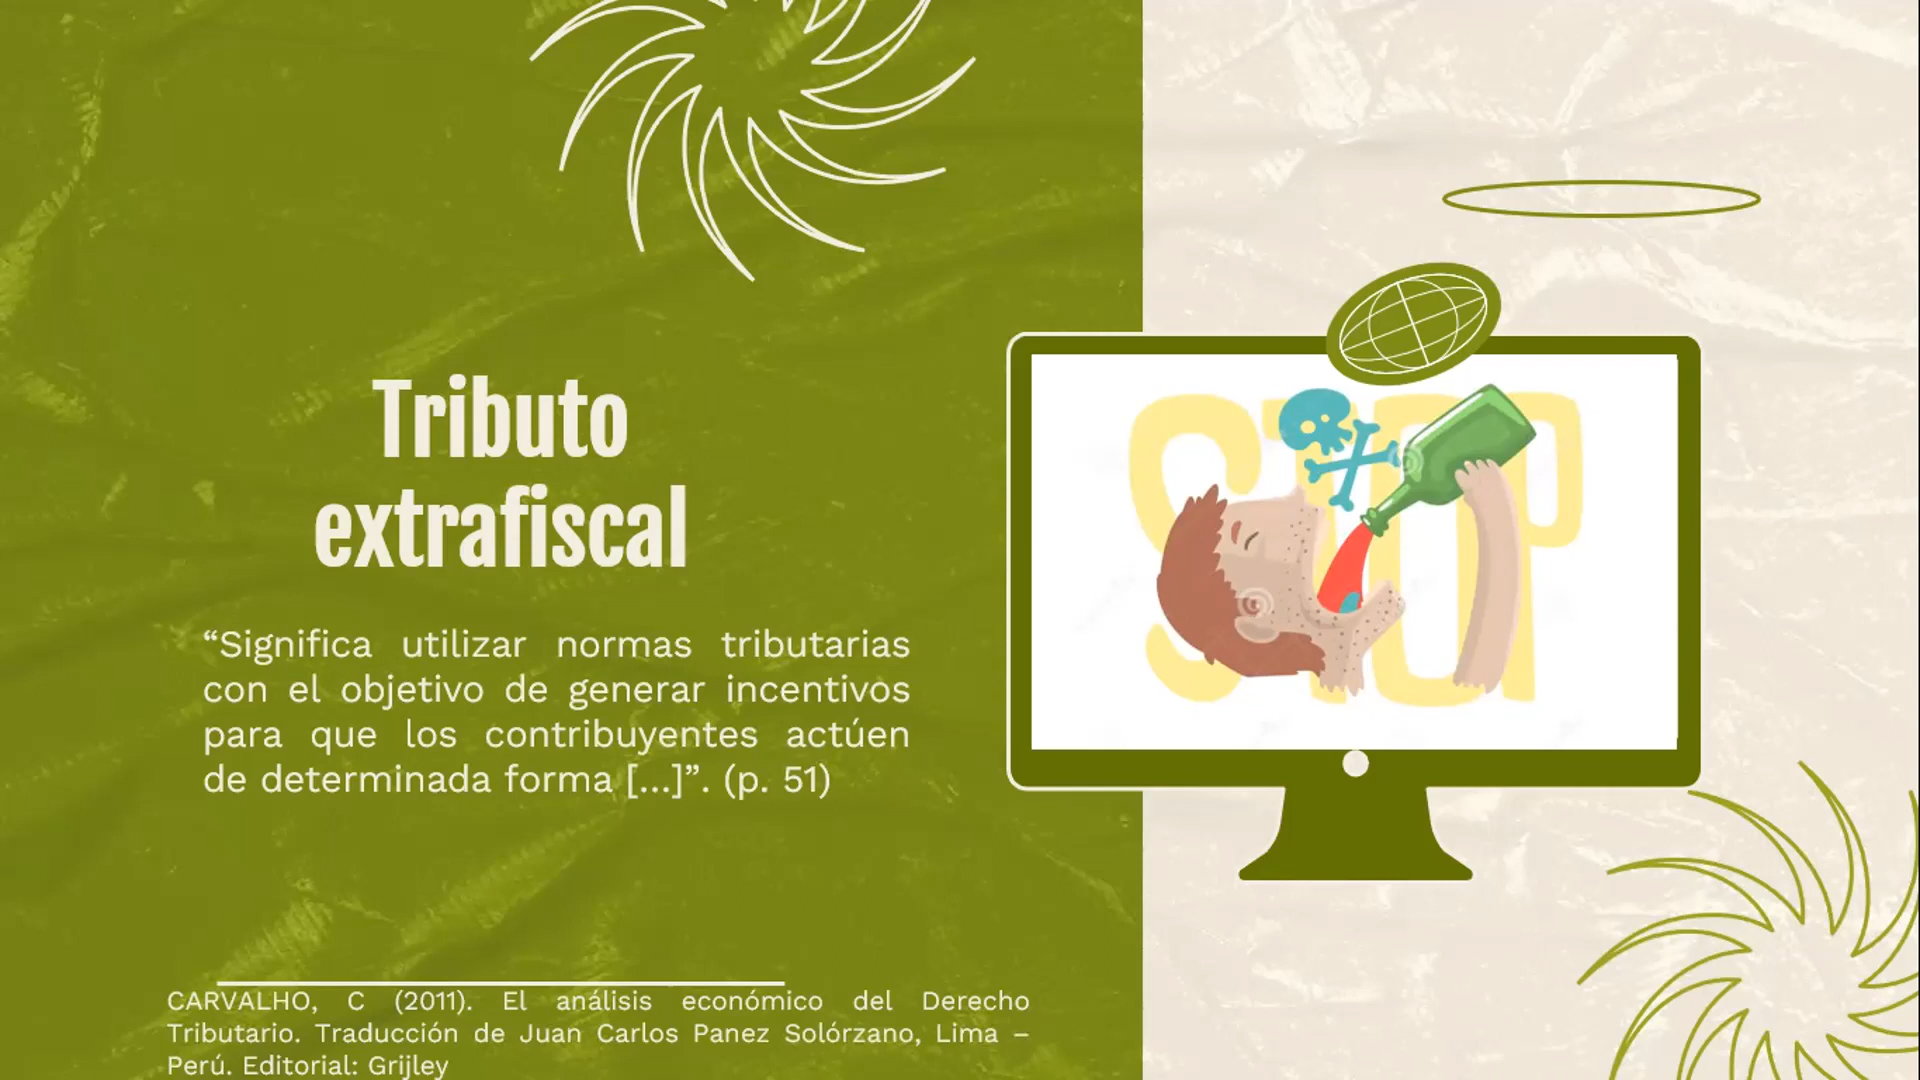 Tributo
extrafiscal
“Significa utilizar normas tributarias
con el objetivo de generar incentivos
para que los contribuyentes actúen
de determinada forma [...]”. (p. 51)
STOP
CARVALHO, C (2011). El análisis económico del Derecho
Tributario. Traducción de Juan Carlos Panez Solórzano, Lima –
Perú. Editorial: Grijley